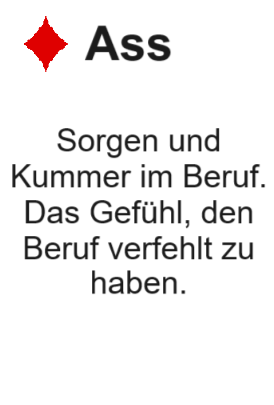 Ass
Sorgen und
Kummer im Beruf.
Das Gefühl, den
Beruf verfehlt zu
haben.